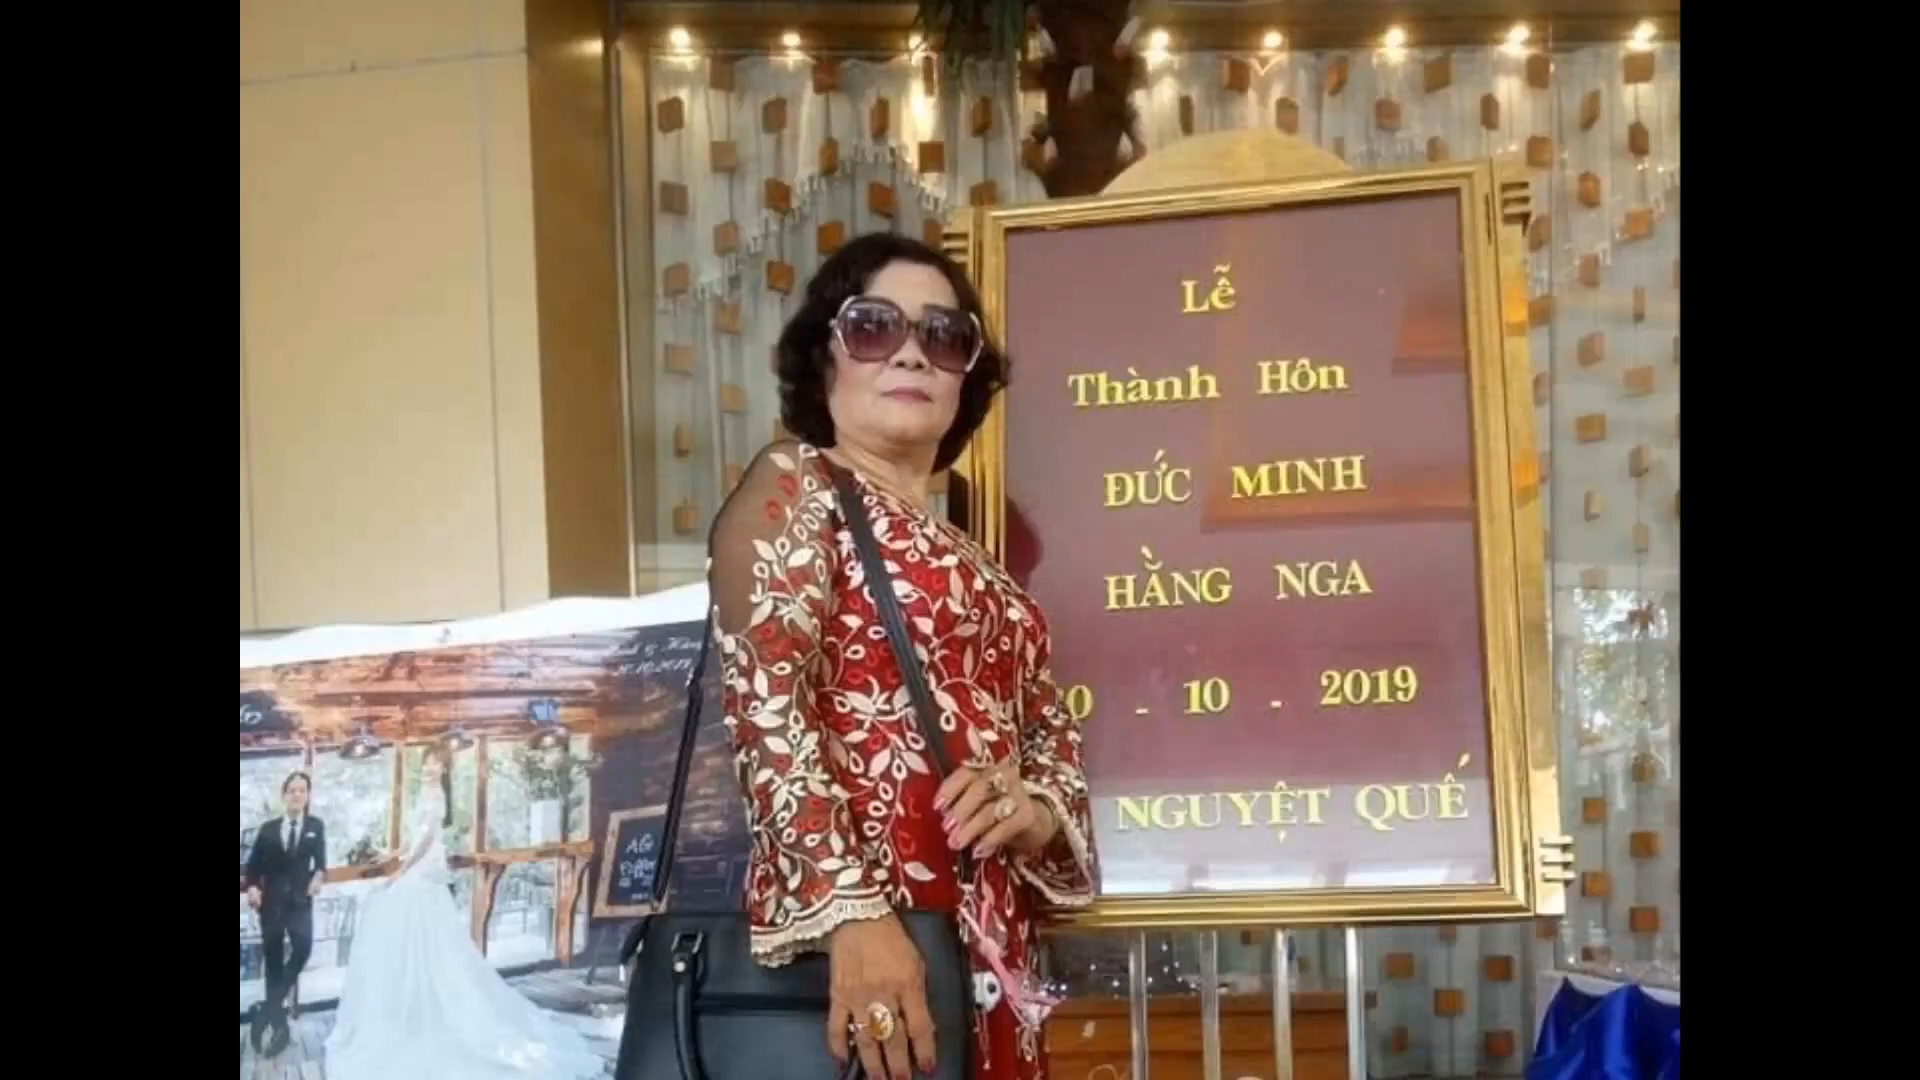 Lễ
Thành Hôn
ĐỨC MINH
HẰNG NGA
10 - 2019
NGUYỆT QUẾ